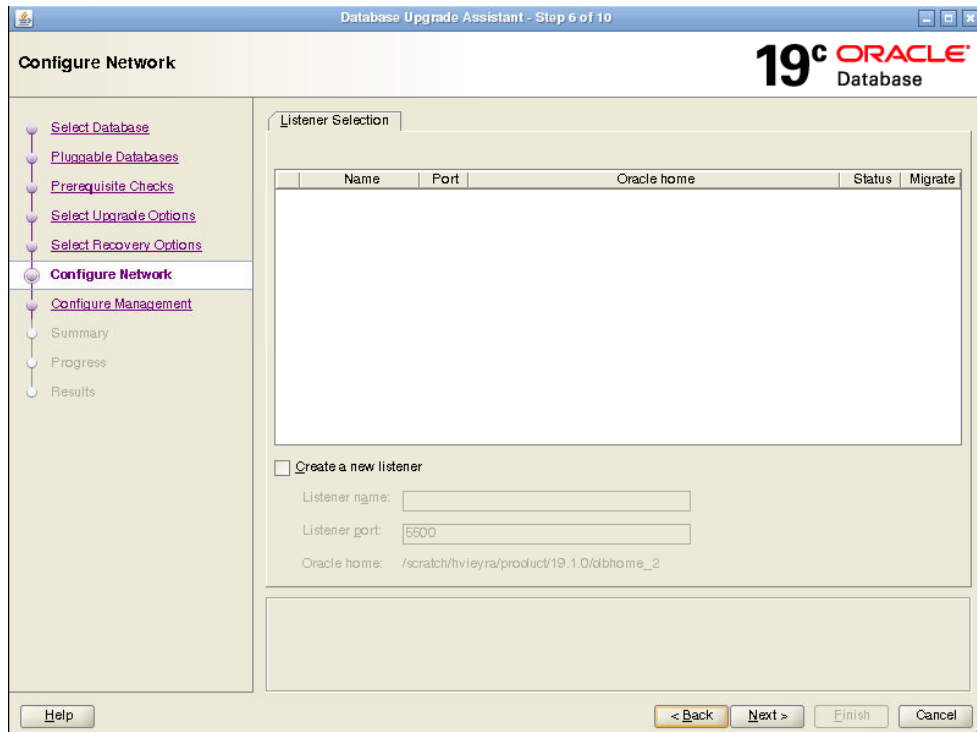 Database Upgrade Assistant - Step 6 of 10
Configure Network
19c ORACLE Database
Select Database
Pluggable Databases
Prerequisite Checks
Select Upgrade Options
Select Recovery Options
Configure Network
Configure Management
Summary
Progress
Results
Listener Selection
Name Port Oracle home Status Migrate
Create a new listener
Listener name:
Listener port: 5500
Oracle home: /scratch/hvieyra/product/19.1.0/dbhome_2
Help < Back Next > Finish Cancel